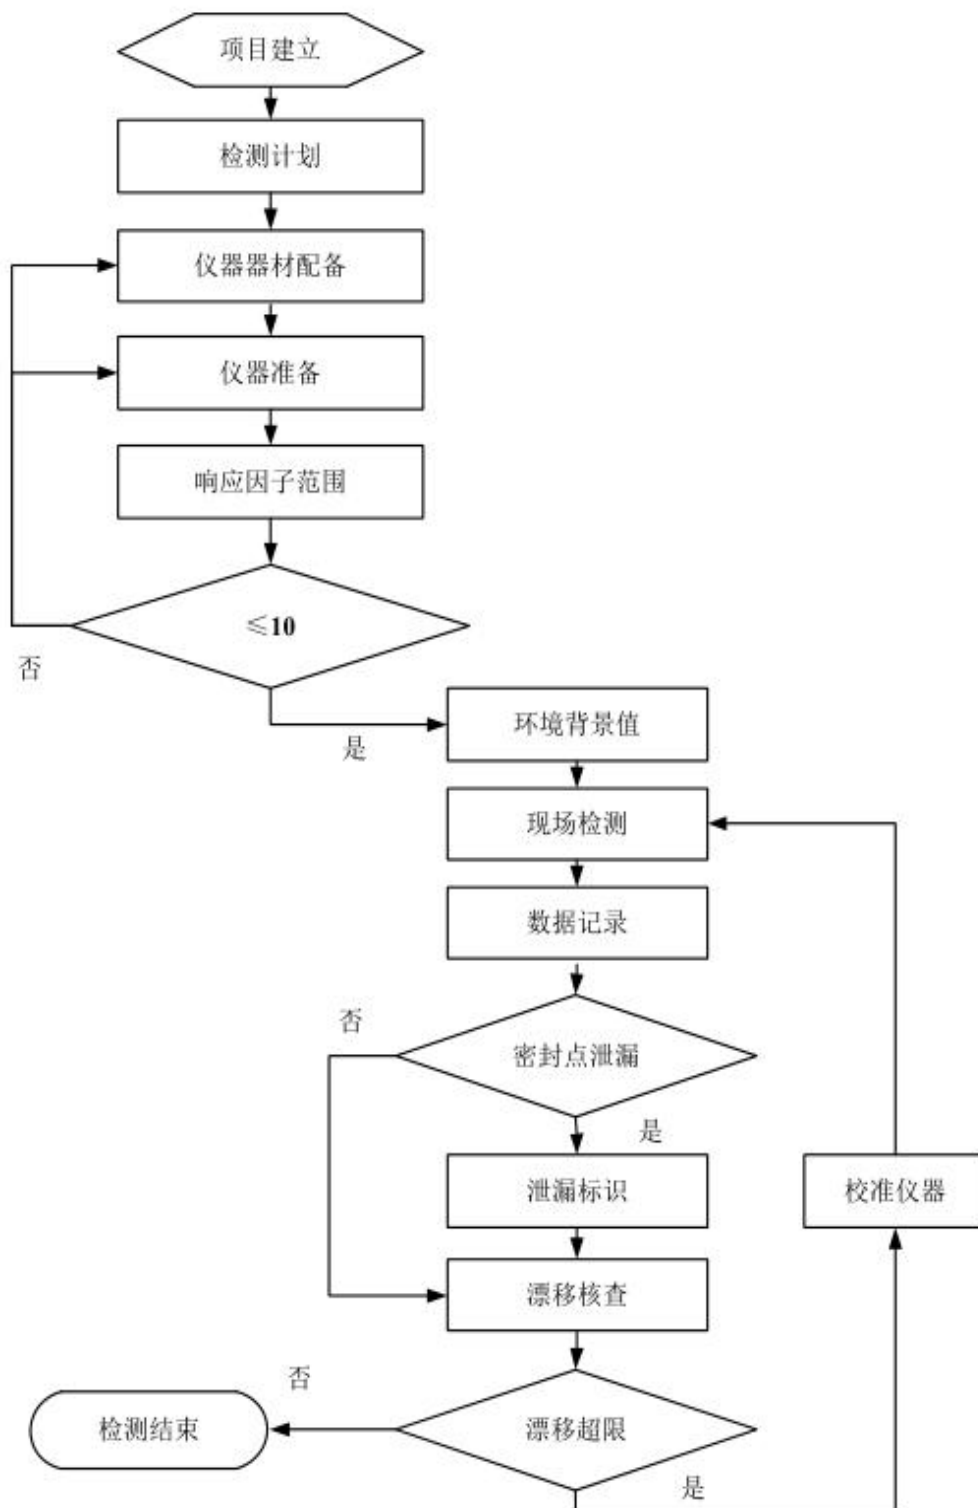 项目建立
检测计划
仪器器材配备
仪器准备
响应因子范围
≤10
否
是
环境背景值
现场检测
数据记录
否
密封点泄漏
是
泄漏标识
校准仪器
漂移核查
否
检测结束
漂移超限
是